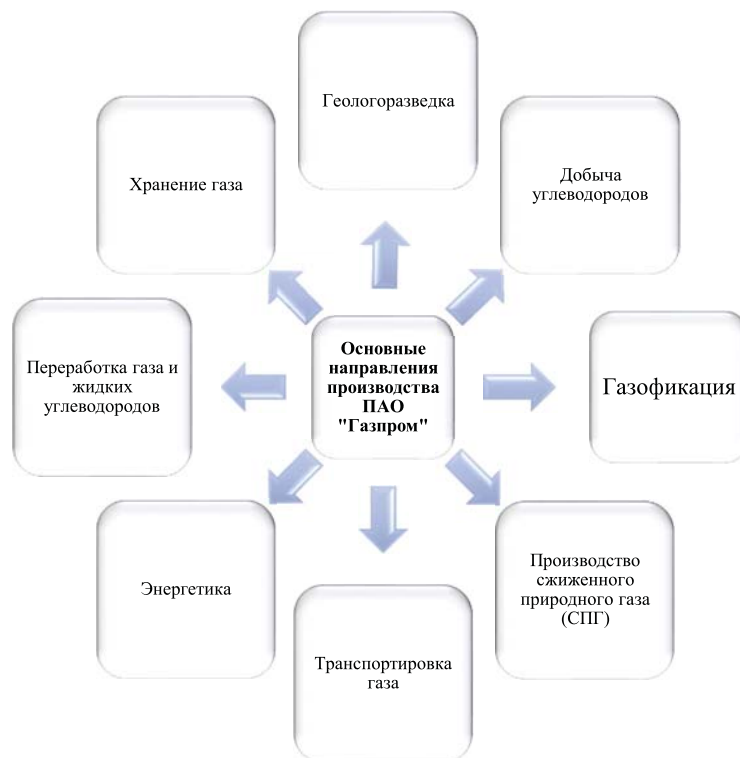 Геологоразведка
Хранение газа
Добыча
углеводородов
Основные
направления
производства
ПАО
"Газпром"
Переработка газа и
жидких
углеводородов
Газофикация
Энергетика
Производство
сжиженного
природного газа
(СПГ)
Транспортировка
газа